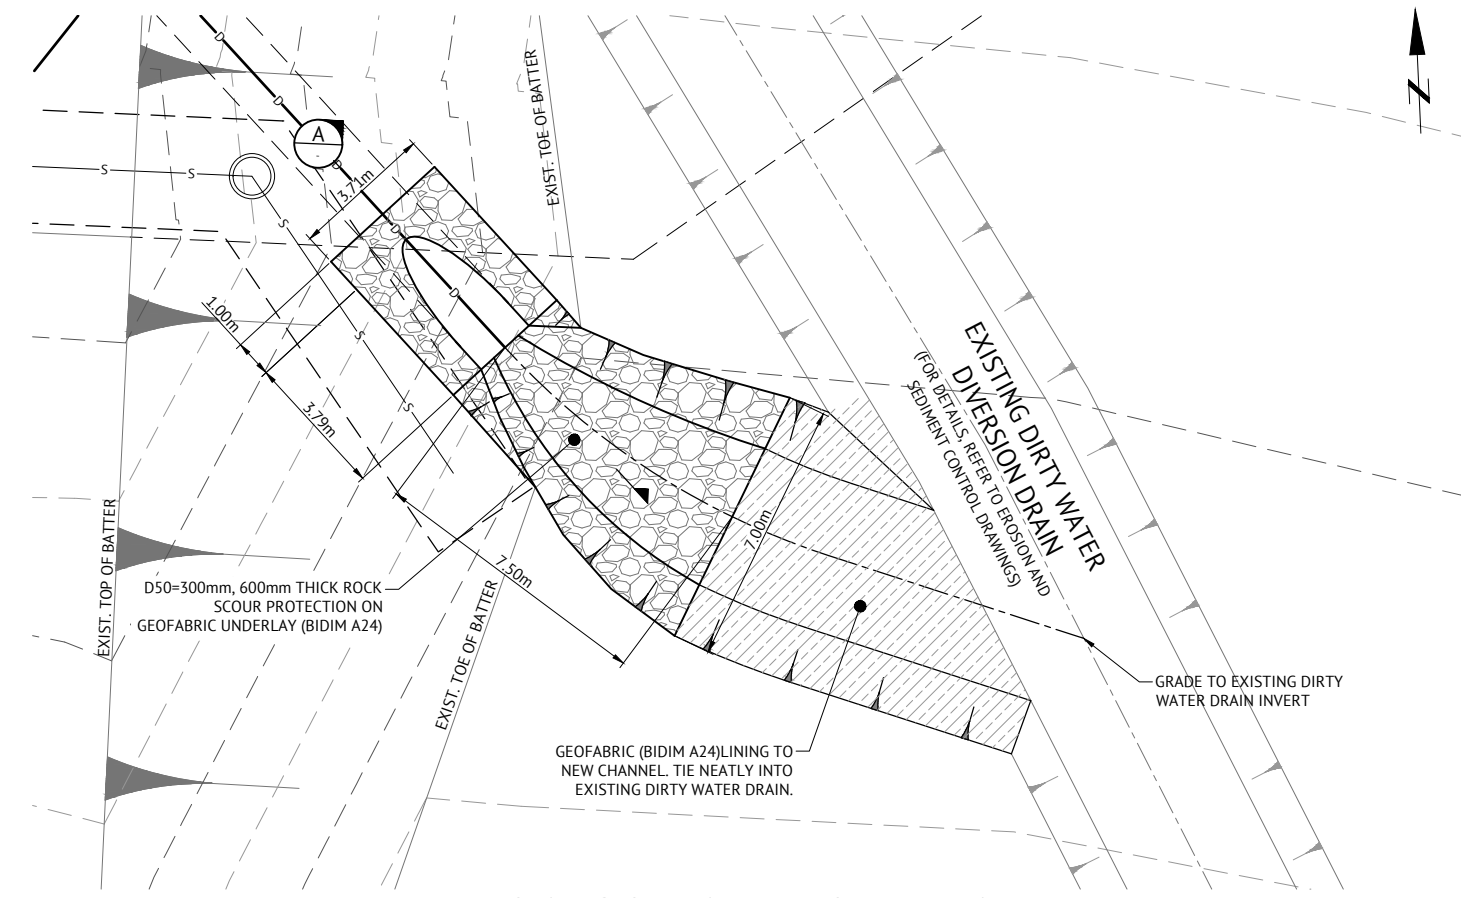 D
D
A
-
D
D
D
S
S
S
S
S
N
EXIST. TOE OF BATTER
3.71m
1.00m
3.79m
7.50m
7.00m
EXISTING DIRTY WATER
DIVERSION DRAIN
(FOR DETAILS, REFER TO EROSION AND
SEDIMENT CONTROL DRAWINGS)
EXIST. TOP OF BATTER
D50=300mm, 600mm THICK ROCK
SCOUR PROTECTION ON
GEOFABRIC UNDERLAY (BIDIM A24)
EXIST. TOE OF BATTER
GRADE TO EXISTING DIRTY
WATER DRAIN INVERT
GEOFABRIC (BIDIM A24)LINING TO
NEW CHANNEL. TIE NEATLY INTO
EXISTING DIRTY WATER DRAIN.